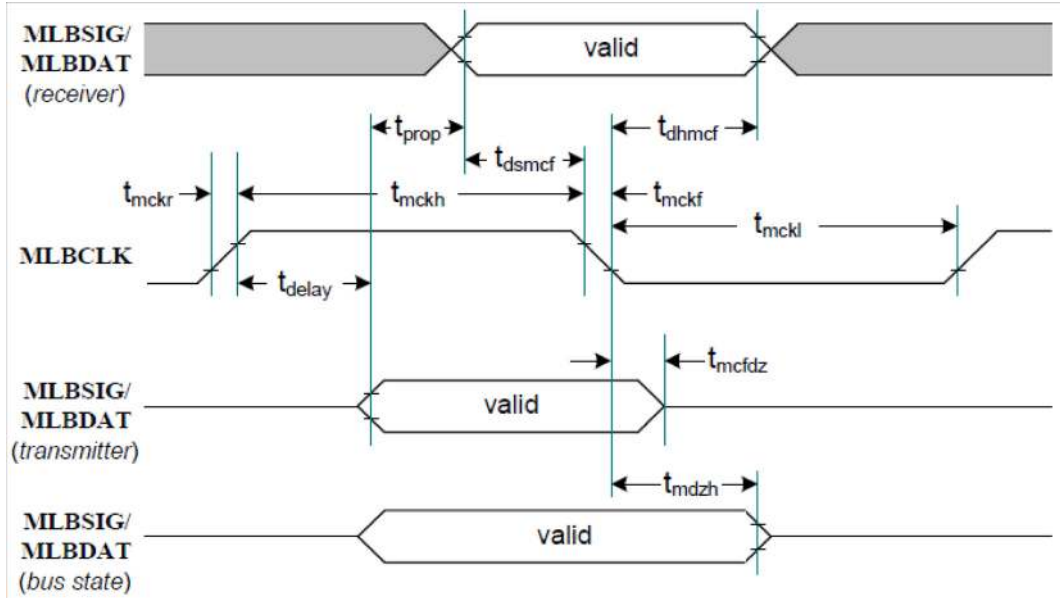 MLBSIG/
MLBDAT
(receiver)
valid
tprop
tdhmcf
tdsmcf
tmckr
tmckh
tmckf
tmckl
MLBCLK
tdelay
tmcfdz
MLBSIG/
MLBDAT
(transmitter)
valid
tmdzh
MLBSIG/
MLBDAT
(bus state)
valid